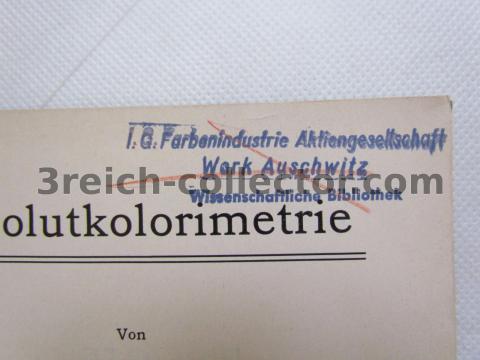 I. G. Farbenindustrie Aktiengesellschaft
Werk Auschwitz
3reich-collector.com
Wissenschaftliche Bibliothek
olutkolorimetrie
Von